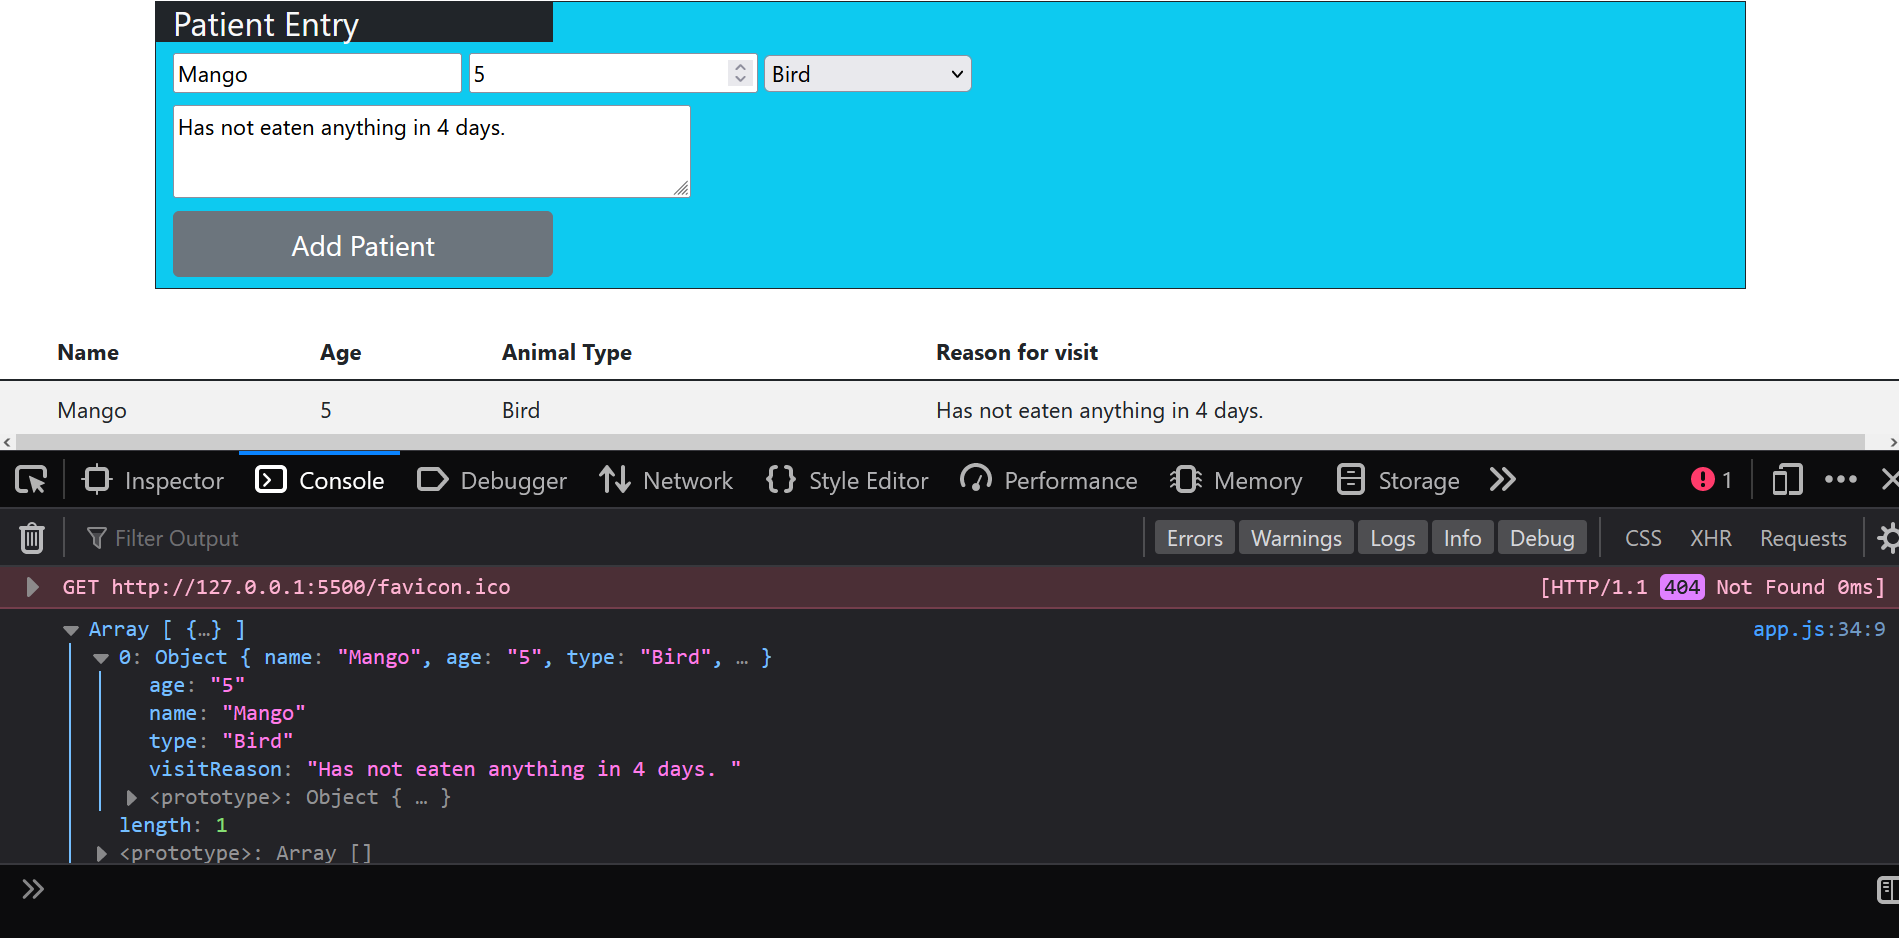 Patient Entry
Mango 5 Bird
Has not eaten anything in 4 days.
Add Patient
Name Age Animal Type Reason for visit
Mango 5 Bird Has not eaten anything in 4 days.
Inspector Console Debugger Network Style Editor Performance Memory Storage 1
Filter Output Errors Warnings Logs Info Debug CSS XHR Requests
GET http://127.0.0.1:5500/favicon.ico [HTTP/1.1 404 Not Found 0ms]
Array [ {…} ] app.js:34:9
0: Object { name: "Mango", age: "5", type: "Bird", … }
age: "5"
name: "Mango"
type: "Bird"
visitReason: "Has not eaten anything in 4 days. "
<prototype>: Object { … }
length: 1
<prototype>: Array []